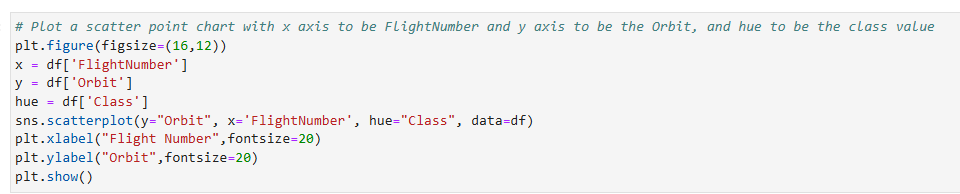 # Plot a scatter point chart with x axis to be FlightNumber and y axis to be the Orbit, and hue to be the class value
plt.figure(figsize=(16,12))
x = df['FlightNumber']
y = df['Orbit']
hue = df['Class']
sns.scatterplot(y="Orbit", x='FlightNumber', hue="Class", data=df)
plt.xlabel("Flight Number",fontsize=20)
plt.ylabel("Orbit",fontsize=20)
plt.show()